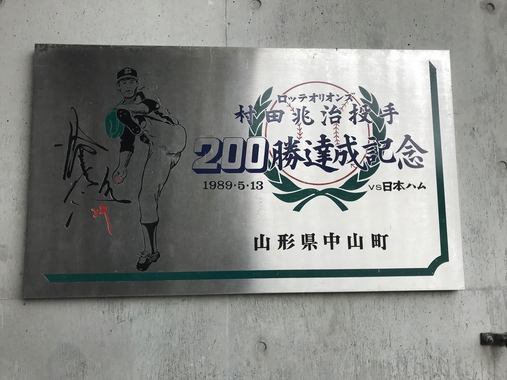 ロッテオリオンズ
村田兆治投手
200勝達成記念
1989・5・13 VS日本ハム
山形県中山町